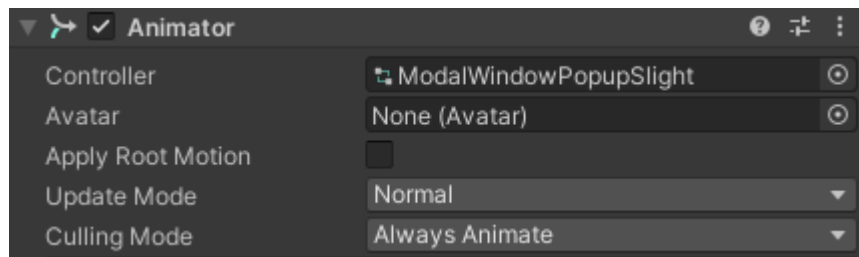 Animator
Controller ModalWindowPopupSlight
Avatar None (Avatar)
Apply Root Motion
Update Mode Normal
Culling Mode Always Animate